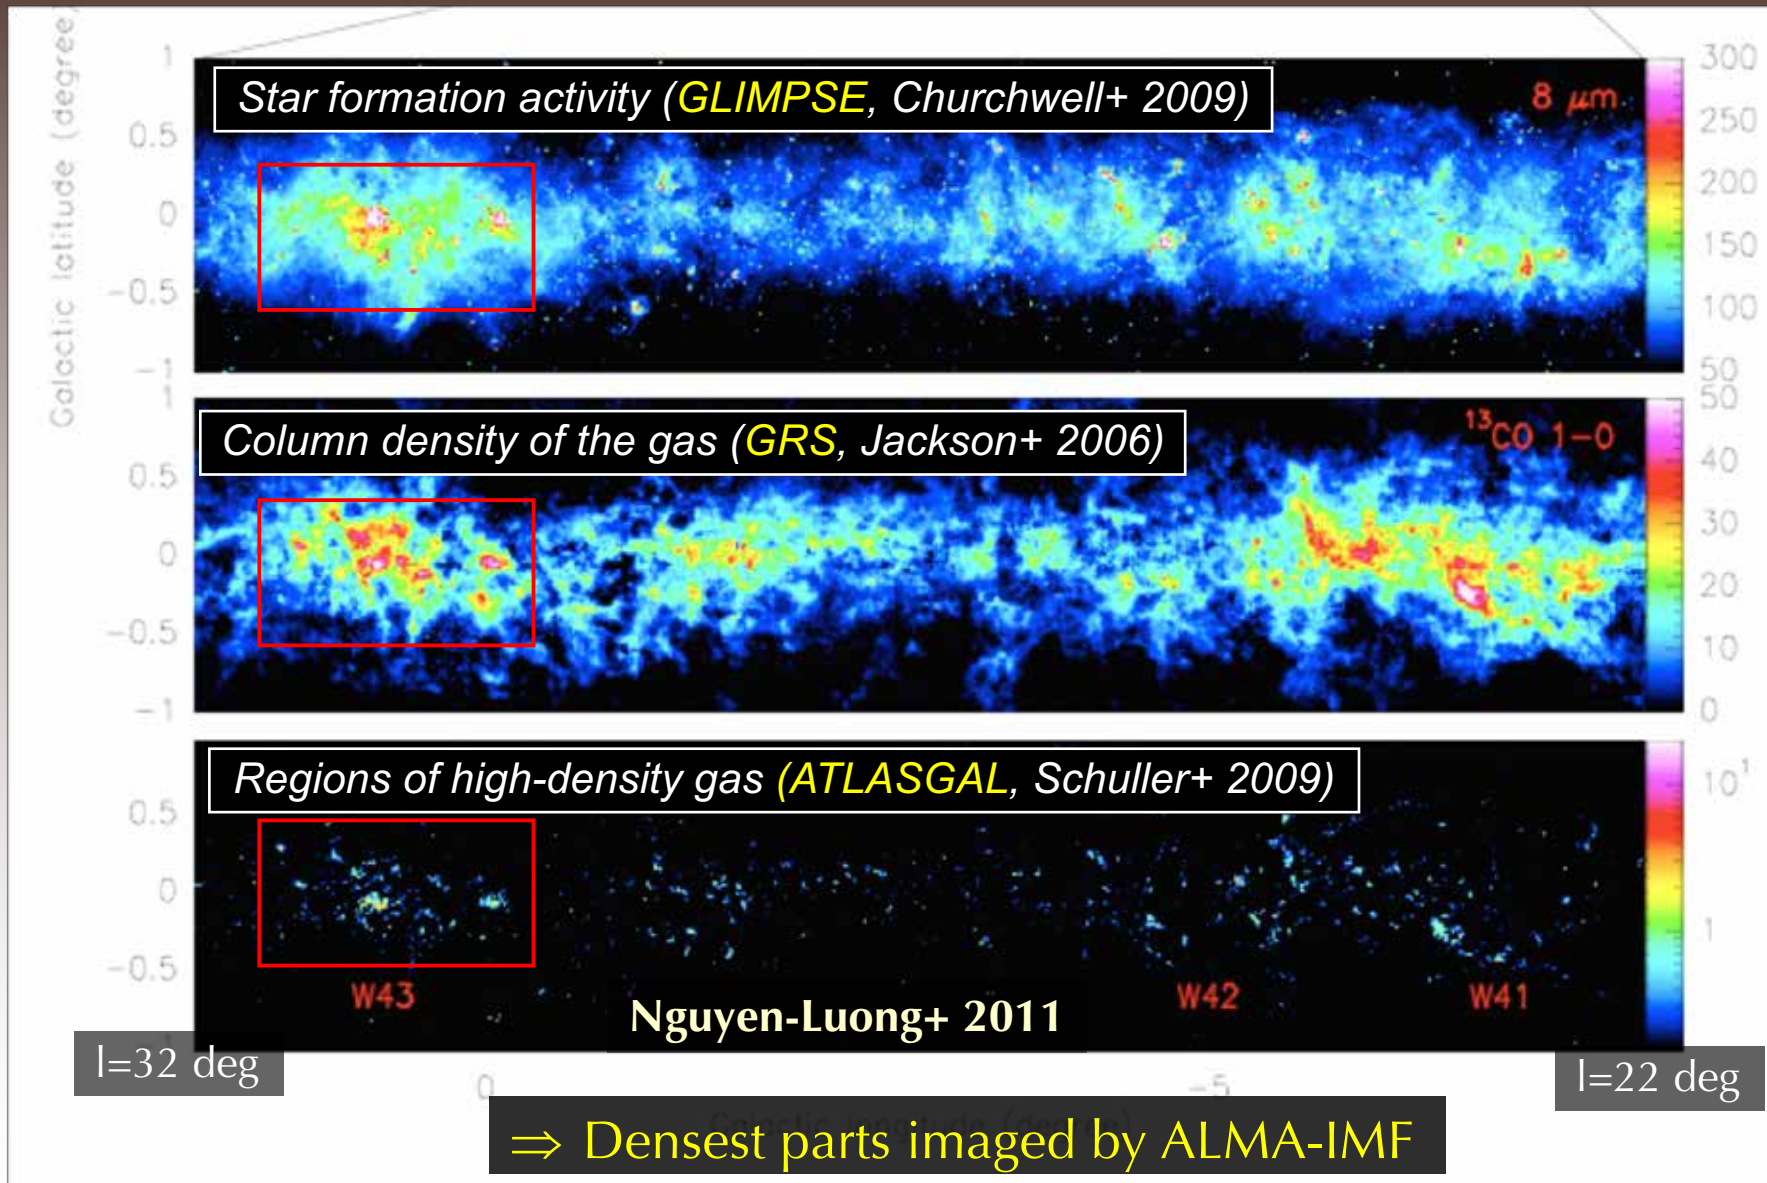 Galactic latitude (degree)
1
0.5
0
−0.5
−1
Star formation activity (GLIMPSE, Churchwell+ 2009)
8 μm
300
250
200
150
100
50
1
0.5
0
−0.5
−1
Column density of the gas (GRS, Jackson+ 2006)
¹³CO 1−0
50
40
30
20
10
0
0.5
0
−0.5
Regions of high-density gas (ATLASGAL, Schuller+ 2009)
10¹
1
W43
W42
W41
Nguyen-Luong+ 2011
l=32 deg
l=22 deg
0
−5
⇒ Densest parts imaged by ALMA-IMF